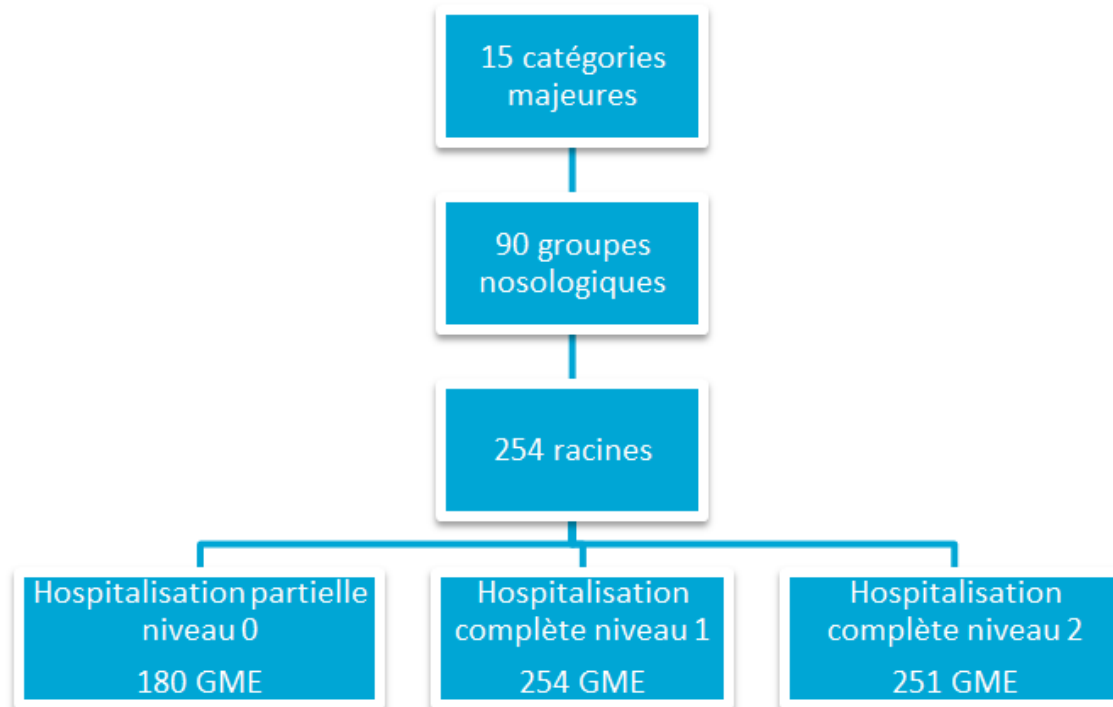 15 catégories
majeures
90 groupes
nosologiques
254 racines
Hospitalisation partielle
niveau 0
180 GME
Hospitalisation
complète niveau 1
254 GME
Hospitalisation
complète niveau 2
251 GME